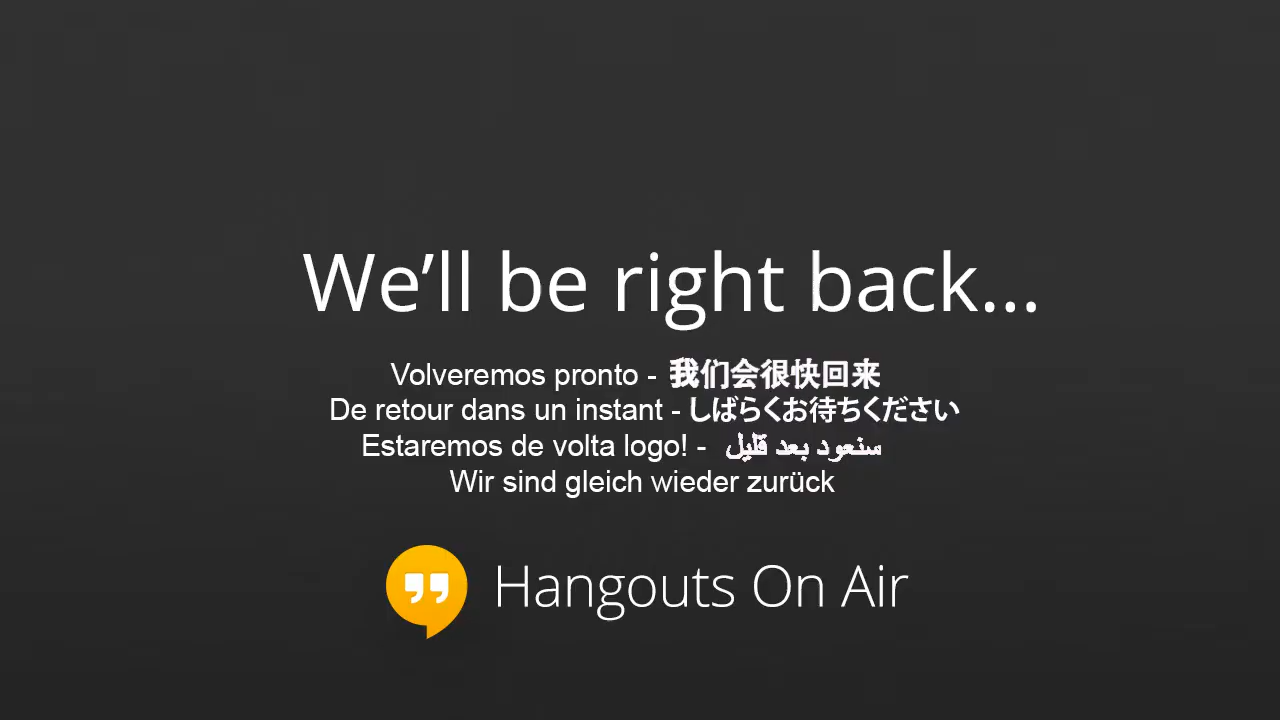 We’ll be right back...
Volveremos pronto - 我们会很快回来
De retour dans un instant - しばらくお待ちください
Estaremos de volta logo! - سنعود بعد قليل
Wir sind gleich wieder zurück
Hangouts On Air